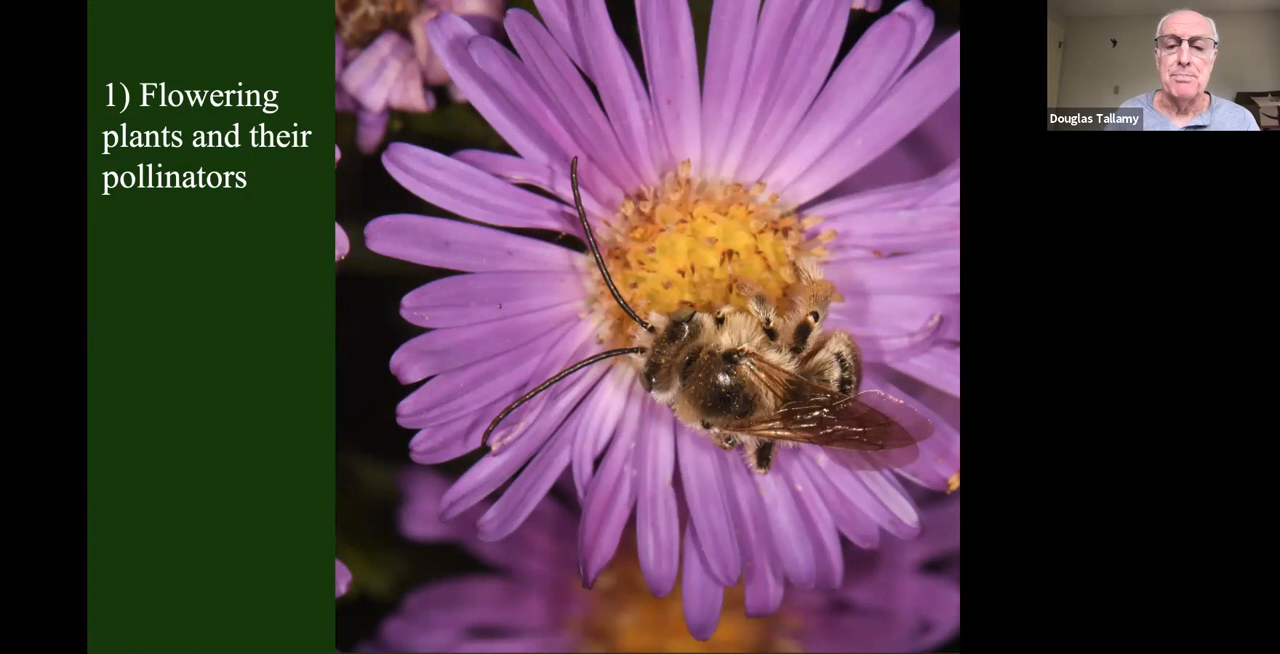 1) Flowering
plants and their
pollinators
Douglas Tallamy